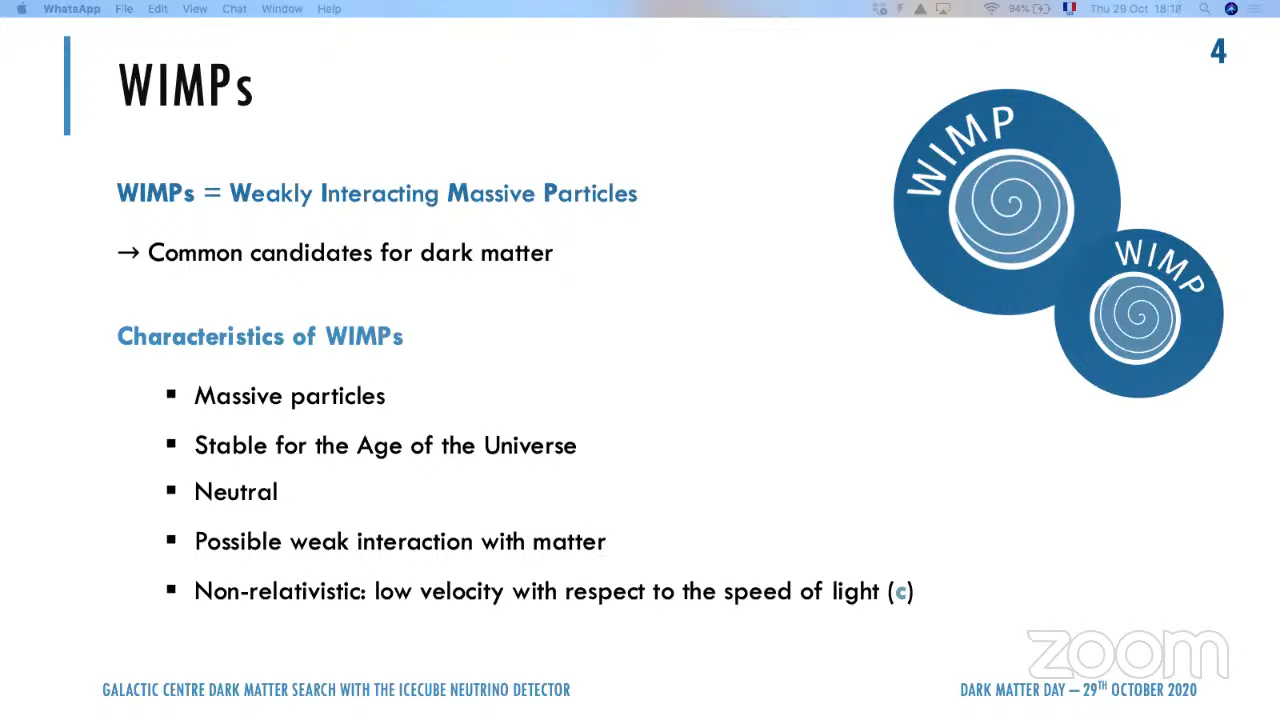 WhatsApp File Edit View Chat Window Help 94% Thu 29 Oct 18:12
4
WIMPs
WIMP
WIMPs = Weakly Interacting Massive Particles
WIMP
→ Common candidates for dark matter
Characteristics of WIMPs
▪ Massive particles
▪ Stable for the Age of the Universe
▪ Neutral
▪ Possible weak interaction with matter
▪ Non-relativistic: low velocity with respect to the speed of light (c)
zoom
GALACTIC CENTRE DARK MATTER SEARCH WITH THE ICECUBE NEUTRINO DETECTOR
DARK MATTER DAY – 29TH OCTOBER 2020